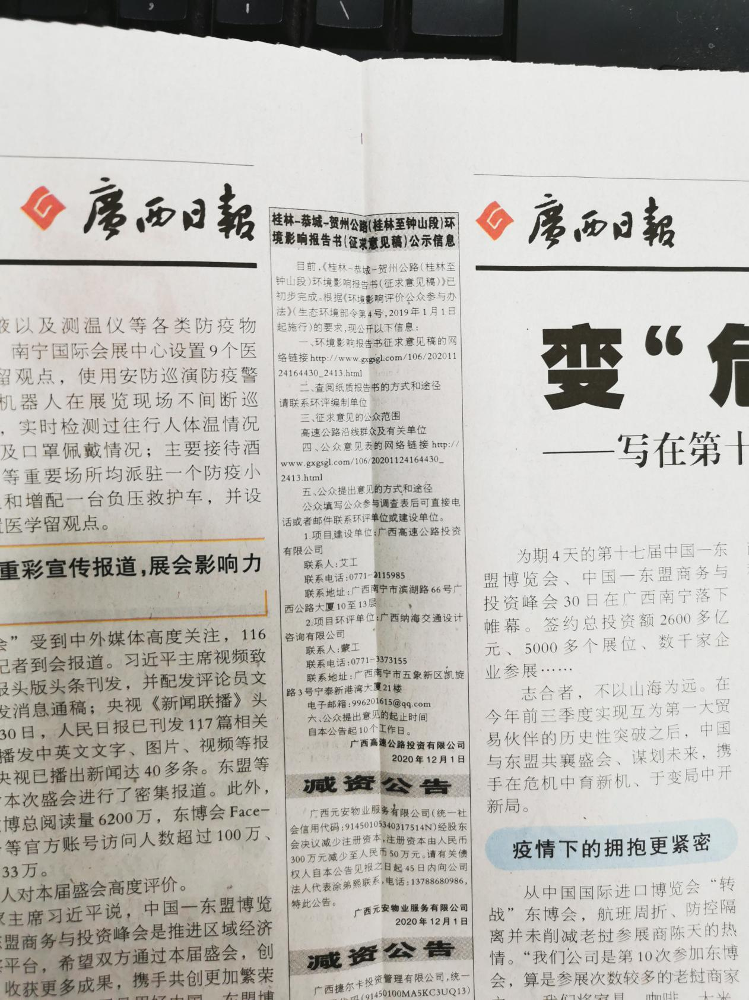 廣西日報
液以及测温仪等各类防疫物
南宁国际会展中心设置9个医
留观点，使用安防巡演防疫警
机器人在展览现场不间断巡
，实时检测过往行人体温情况
及口罩佩戴情况；主要接待酒
等重要场所均派驻一个防疫小
和增配一台负压救护车，并设
置医学留观点。
重彩宣传报道,展会影响力
会”受到中外媒体高度关注，116
记者到会报道。习近平主席视频致
报头版头条刊发，并配发评论员文
发消息通稿；央视《新闻联播》头
30日，人民日报已刊发117篇相关
播发中英文文字、图片、视频等报
央视已播出新闻达40多条。东盟等
本次盛会进行了密集报道。此外，
博总阅读量6200万，东博会Face-
等官方账号访问人数超过100万、
33万。
人对本届盛会高度评价。
家主席习近平说，中国—东盟博览
东盟商务与投资峰会是推进区域经济
平台，希望双方通过本届盛会，创
收获更多成果，携手共创更加繁荣
桂林-恭城-贺州公路(桂林至钟山段)环
境影响报告书(征求意见稿)公示信息
目前,《桂林-恭城-贺州公路(桂林至
钟山段)环境影响报告书(征求意见稿)》已
初步完成。根据《环境影响评价公众参与办
法》(生态环境部令第4号,2019年1月1日
起施行)的要求,现公开以下信息:
一、环境影响报告书征求意见稿的网
络链接http://www.gxgsgl.com/106/202011
24164430_2413.html
二、查阅纸质报告书的方式和途径
请联系环评编制单位
三、征求意见的公众范围
高速公路沿线群众及有关单位
四、公众意见表的网络链接http://
www.gxgsgl.com/106/20201124164430_
2413.html
五、公众提出意见的方式和途径
公众填写公众参与调查表后可直接电
话或者邮件联系环评单位或建设单位。
1.项目建设单位:广西高速公路投资
有限公司
联系人:艾工
联系电话:0771-2115985
联系地址:广西南宁市滨湖路66号广
西公路大厦10至13层
2.项目环评单位:广西纳海交通设计
咨询有限公司
联系人:蒙工
联系电话:0771-3373155
联系地址:广西南宁市五象新区凯旋
路3号宁泰新港湾大厦21楼
电子邮箱:996201615@qq.com
六、公众提出意见的起止时间
自本公告起10个工作日。
广西高速公路投资有限公司
2020年12月1日
减资公告
广西元安物业服务有限公司(统一社
会信用代码:91450105340317514N)经股东
会决议减少注册资本,注册资本由人民币
300万元减少至人民币50万元。请有关债
权人自本公告见报之日起45日内向公司
法人代表涂弟熙联系,电话:13788680986,
特此公告。
广西元安物业服务有限公司
2020年12月1日
减资公告
广西捷尔卡投资管理有限公司,统一
代码(91450100MA5KC3UQ13)
廣西日報
变“危
——写在第十
为期4天的第十七届中国—东
盟博览会、中国—东盟商务与
投资峰会30日在广西南宁落下
帷幕。签约总投资额2600多亿
元、5000多个展位、数千家企
业参展……
志合者，不以山海为远。在
今年前三季度实现互为第一大贸
易伙伴的历史性突破之后，中国
与东盟共襄盛会、谋划未来，携
手在危机中育新机、于变局中开
新局。
疫情下的拥抱更紧密
从中国国际进口博览会“转
战”东博会，航班周折、防控隔
离并未削减老挝参展商陈天的热
情。“我们公司是第10次参加东博
会，算是参展次数较多的老挝商家